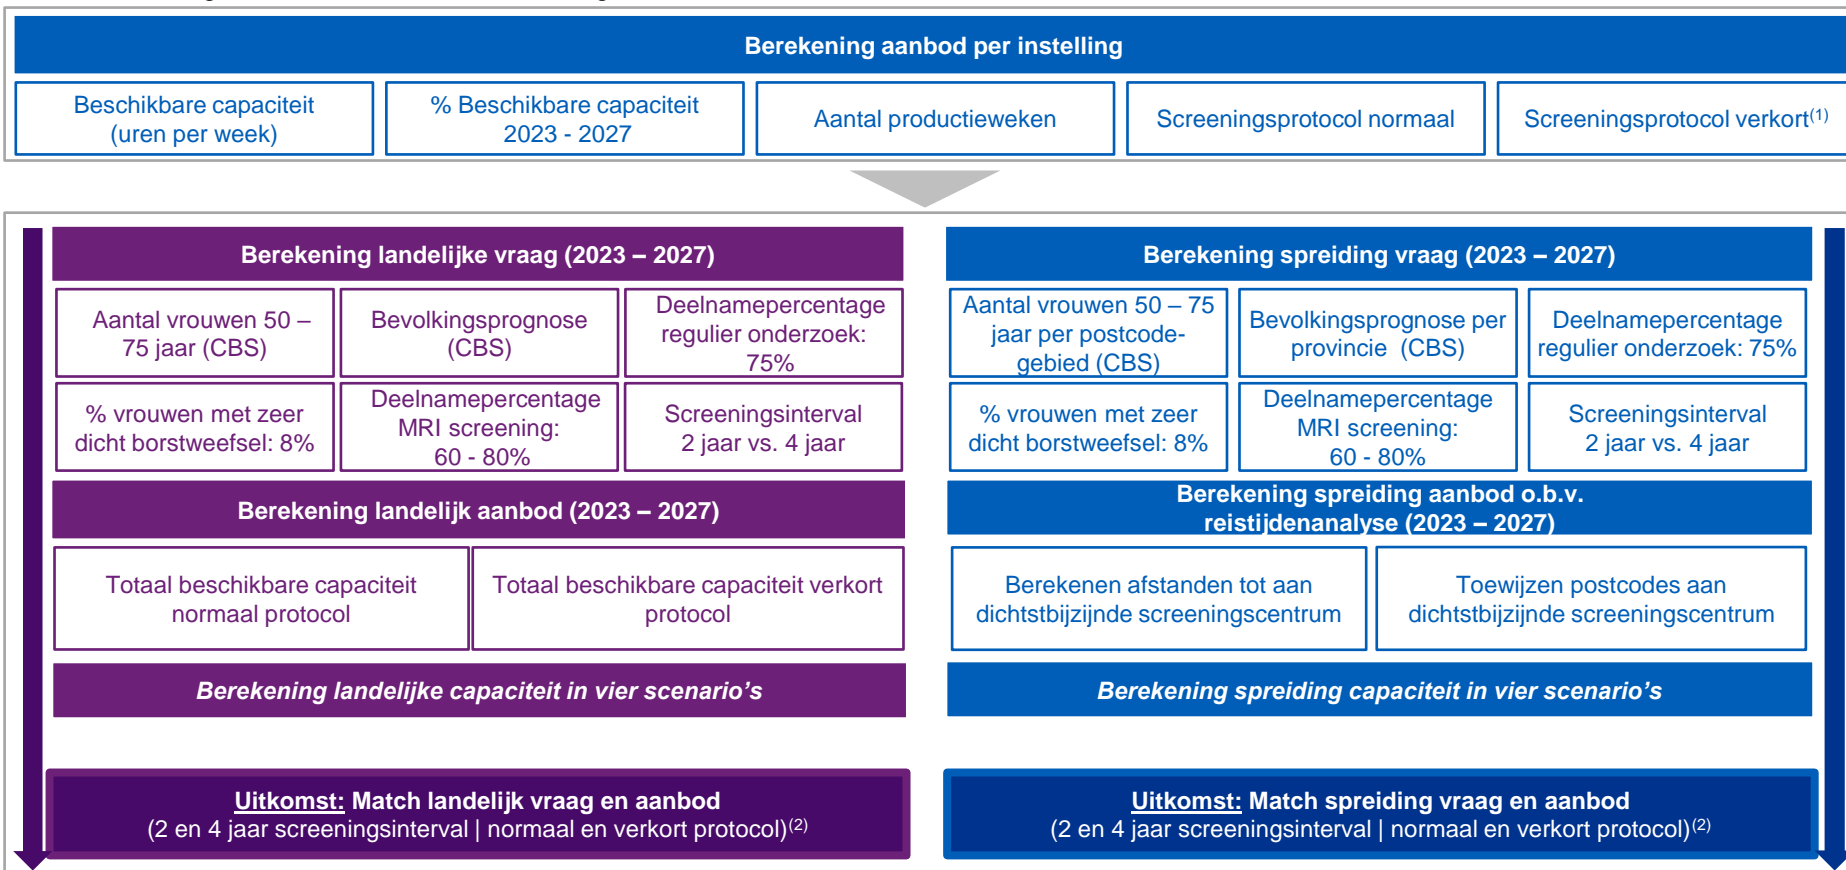 Berekening aanbod per instelling
Beschikbare capaciteit
(uren per week)
% Beschikbare capaciteit
2023 - 2027
Aantal productieweken
Screeningsprotocol normaal
Screeningsprotocol verkort(1)
Berekening landelijke vraag (2023 – 2027)
Aantal vrouwen 50 –
75 jaar (CBS)
Bevolkingsprognose
(CBS)
Deelnamepercentage
regulier onderzoek:
75%
% vrouwen met zeer
dicht borstweefsel: 8%
Deelnamepercentage
MRI screening:
60 - 80%
Screeningsinterval
2 jaar vs. 4 jaar
Berekening landelijk aanbod (2023 – 2027)
Totaal beschikbare capaciteit
normaal protocol
Totaal beschikbare capaciteit verkort
protocol
Berekening landelijke capaciteit in vier scenario's
Uitkomst: Match landelijk vraag en aanbod
(2 en 4 jaar screeningsinterval | normaal en verkort protocol)(2)
Berekening spreiding vraag (2023 – 2027)
Aantal vrouwen 50 – 75
jaar per postcode-
gebied (CBS)
Bevolkingsprognose per
provincie (CBS)
Deelnamepercentage
regulier onderzoek: 75%
% vrouwen met zeer
dicht borstweefsel: 8%
Deelnamepercentage
MRI screening:
60 - 80%
Screeningsinterval
2 jaar vs. 4 jaar
Berekening spreiding aanbod o.b.v.
reistijdenanalyse (2023 – 2027)
Berekenen afstanden tot aan
dichtstbijzijnde screeningscentrum
Toewijzen postcodes aan
dichtstbijzijnde screeningscentrum
Berekening spreiding capaciteit in vier scenario's
Uitkomst: Match spreiding vraag en aanbod
(2 en 4 jaar screeningsinterval | normaal en verkort protocol)(2)